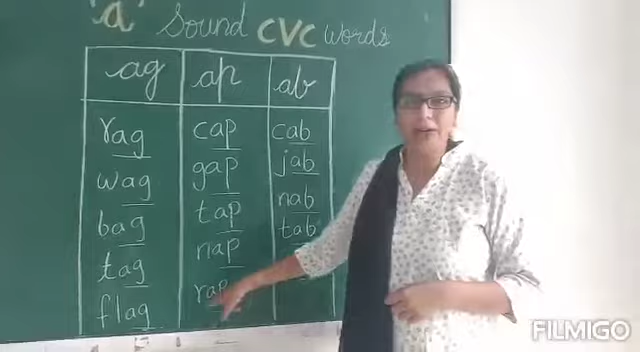 'a' Sound CVC words
ag ap ab
rag cap cab
wag gap jab
bag tap nab
tag nap tab
flag rap
FILMIGO